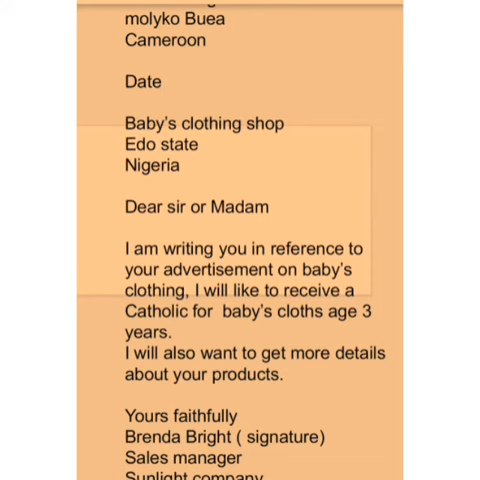 molyko Buea
Cameroon
Date
Baby's clothing shop
Edo state
Nigeria
Dear sir or Madam
I am writing you in reference to
your advertisement on baby's
clothing, I will like to receive a
Catholic for baby's cloths age 3
years.
I will also want to get more details
about your products.
Yours faithfully
Brenda Bright ( signature)
Sales manager
Sunlight company